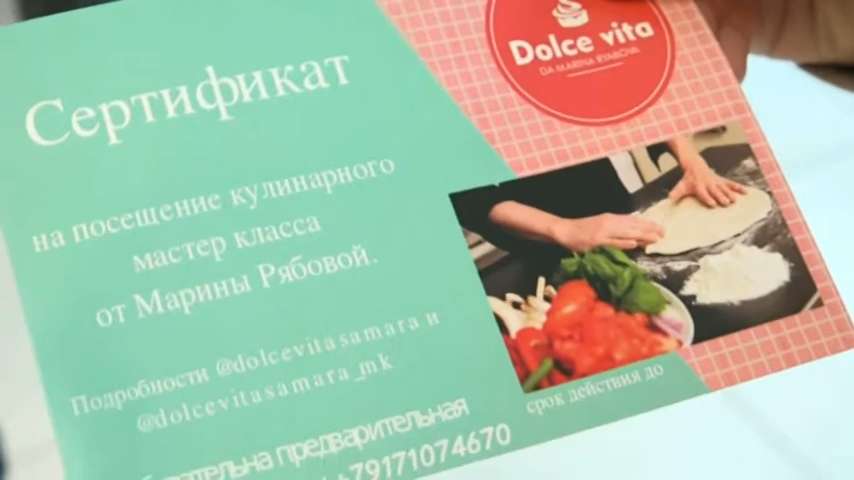 Сертификат
на посещение кулинарного
мастер класса
от Марины Рябовой.
Подробности @dolcevitasamara и
@dolcevitasamara_mk
предварительная
+79171074670
Dolce vita
DA MARINA RYABOVA
срок действия до